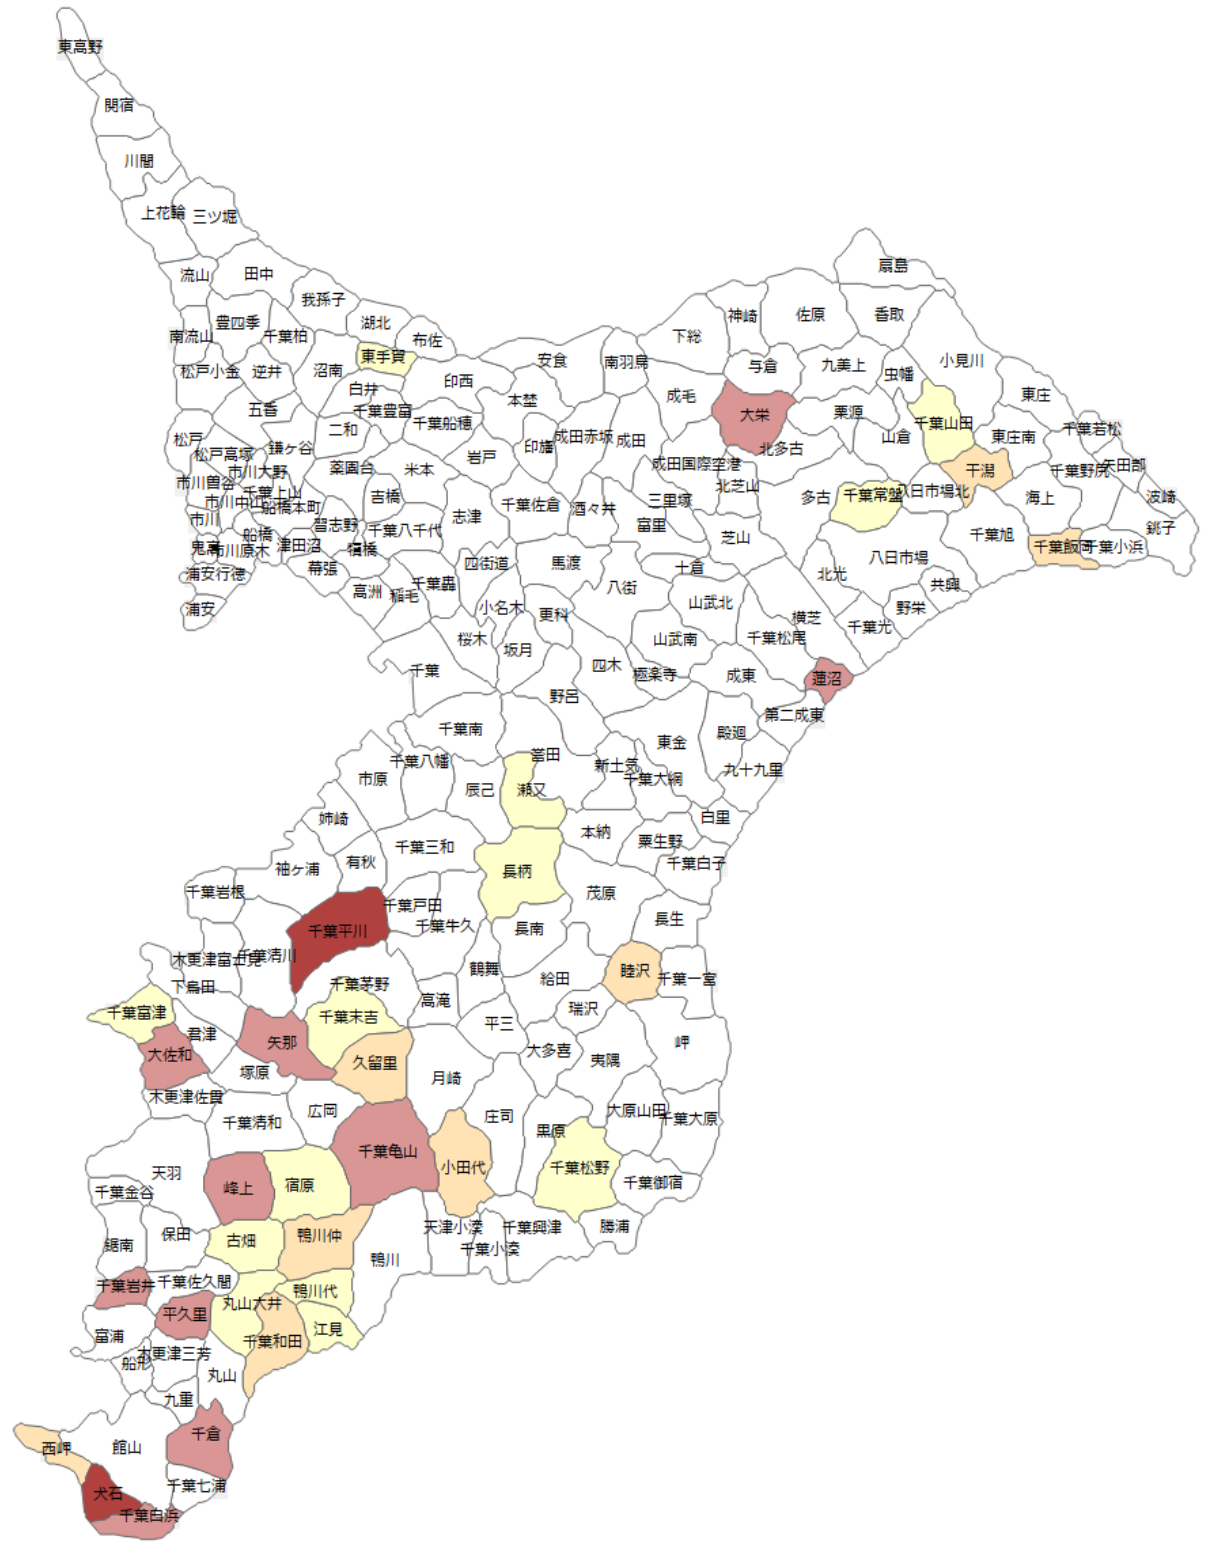 東高野
関宿
川間
上花輪
三ツ堀
流山
田中
我孫子
湖北
布佐
南流山
豊四季
千葉柏
東手賀
松戸小金
逆井
沼南
白井
印西
安食
南羽鳥
下総
神崎
佐原
香取
扇島
与倉
九美上
虫幡
小見川
東庄
五香
千葉豊富
千葉船穂
本埜
成毛
大栄
栗源
千葉山田
山倉
東庄南
千葉若松
松戸
松戸高塚
鎌ヶ谷
二和
岩戸
印旛
成田赤坂
成田
北多古
市川大野
市川曽谷
千葉上山
市川中山
船橋本町
薬園台
米本
成田国際空港
北芝山
多古
千葉常盤
八日市場北
干潟
海上
千葉野尻
矢田部
波崎
銚子
市川
船橋
習志野
吉橋
志津
千葉佐倉
酒々井
三里塚
富里
芝山
千葉旭
鬼高
市川原木
津田沼
犢橋
千葉八千代
千葉飯岡
千葉小浜
浦安行徳
幕張
高洲
稲毛
千葉轟
四街道
馬渡
八街
十倉
北光
八日市場
共興
浦安
小名木
更科
山武北
横芝
千葉光
野栄
千葉
桜木
坂月
四木
山武南
千葉松尾
極楽寺
成東
蓮沼
野呂
第二成東
千葉南
誉田
東金
殿廻
千葉八幡
市原
辰己
瀬又
新土気
千葉大網
九十九里
姉崎
千葉三和
本納
粟生野
白里
袖ヶ浦
有秋
長柄
茂原
千葉白子
千葉岩根
千葉平川
千葉戸田
千葉牛久
長南
長生
木更津富士見
千葉清川
下烏田
千葉茅野
高滝
鶴舞
給田
睦沢
千葉一宮
千葉富津
君津
矢那
千葉末吉
平三
瑞沢
岬
大佐和
塚原
久留里
月崎
大多喜
夷隅
木更津佐貫
千葉清和
広岡
庄司
黒原
大原山田
千葉大原
天羽
峰上
宿原
千葉亀山
小田代
千葉松野
千葉御宿
千葉金谷
鋸南
保田
古畑
鴨川仲
鴨川
天津小湊
千葉小湊
千葉興津
勝浦
千葉岩井
千葉佐久間
丸山大井
鴨川代
平久里
富浦
千葉和田
江見
船形
木更津三芳
丸山
九重
西岬
館山
千倉
犬石
千葉七浦
千葉白浜